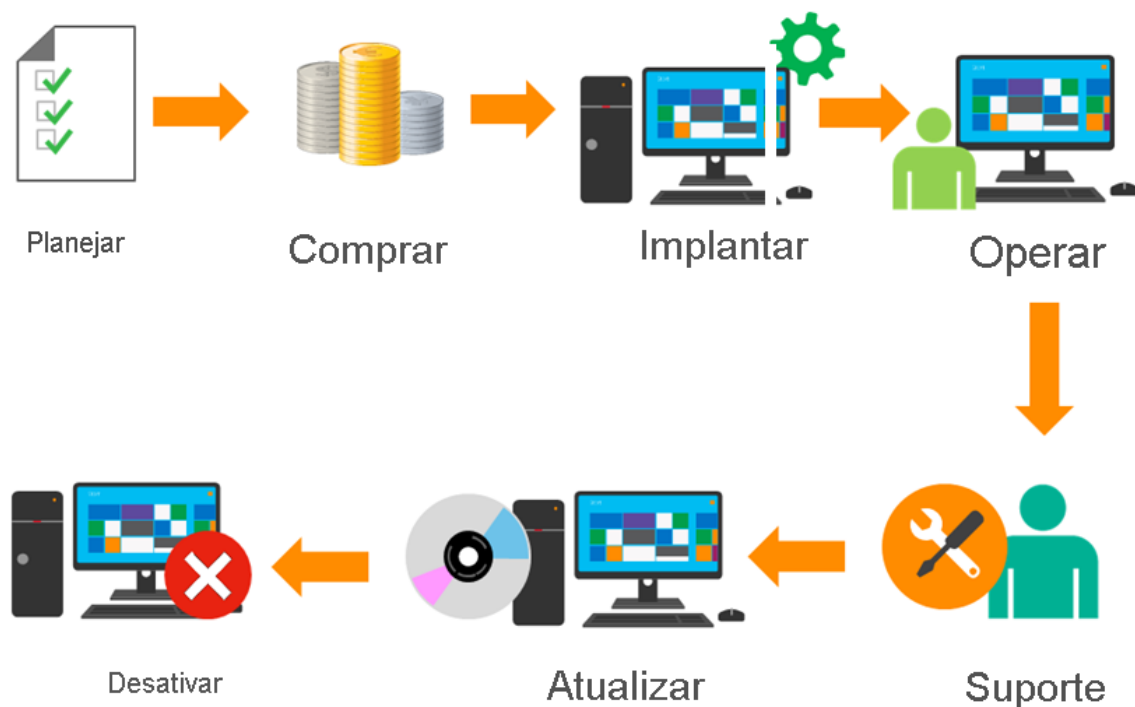 Planejar
Comprar
Implantar
Operar
Desativar
Atualizar
Suporte